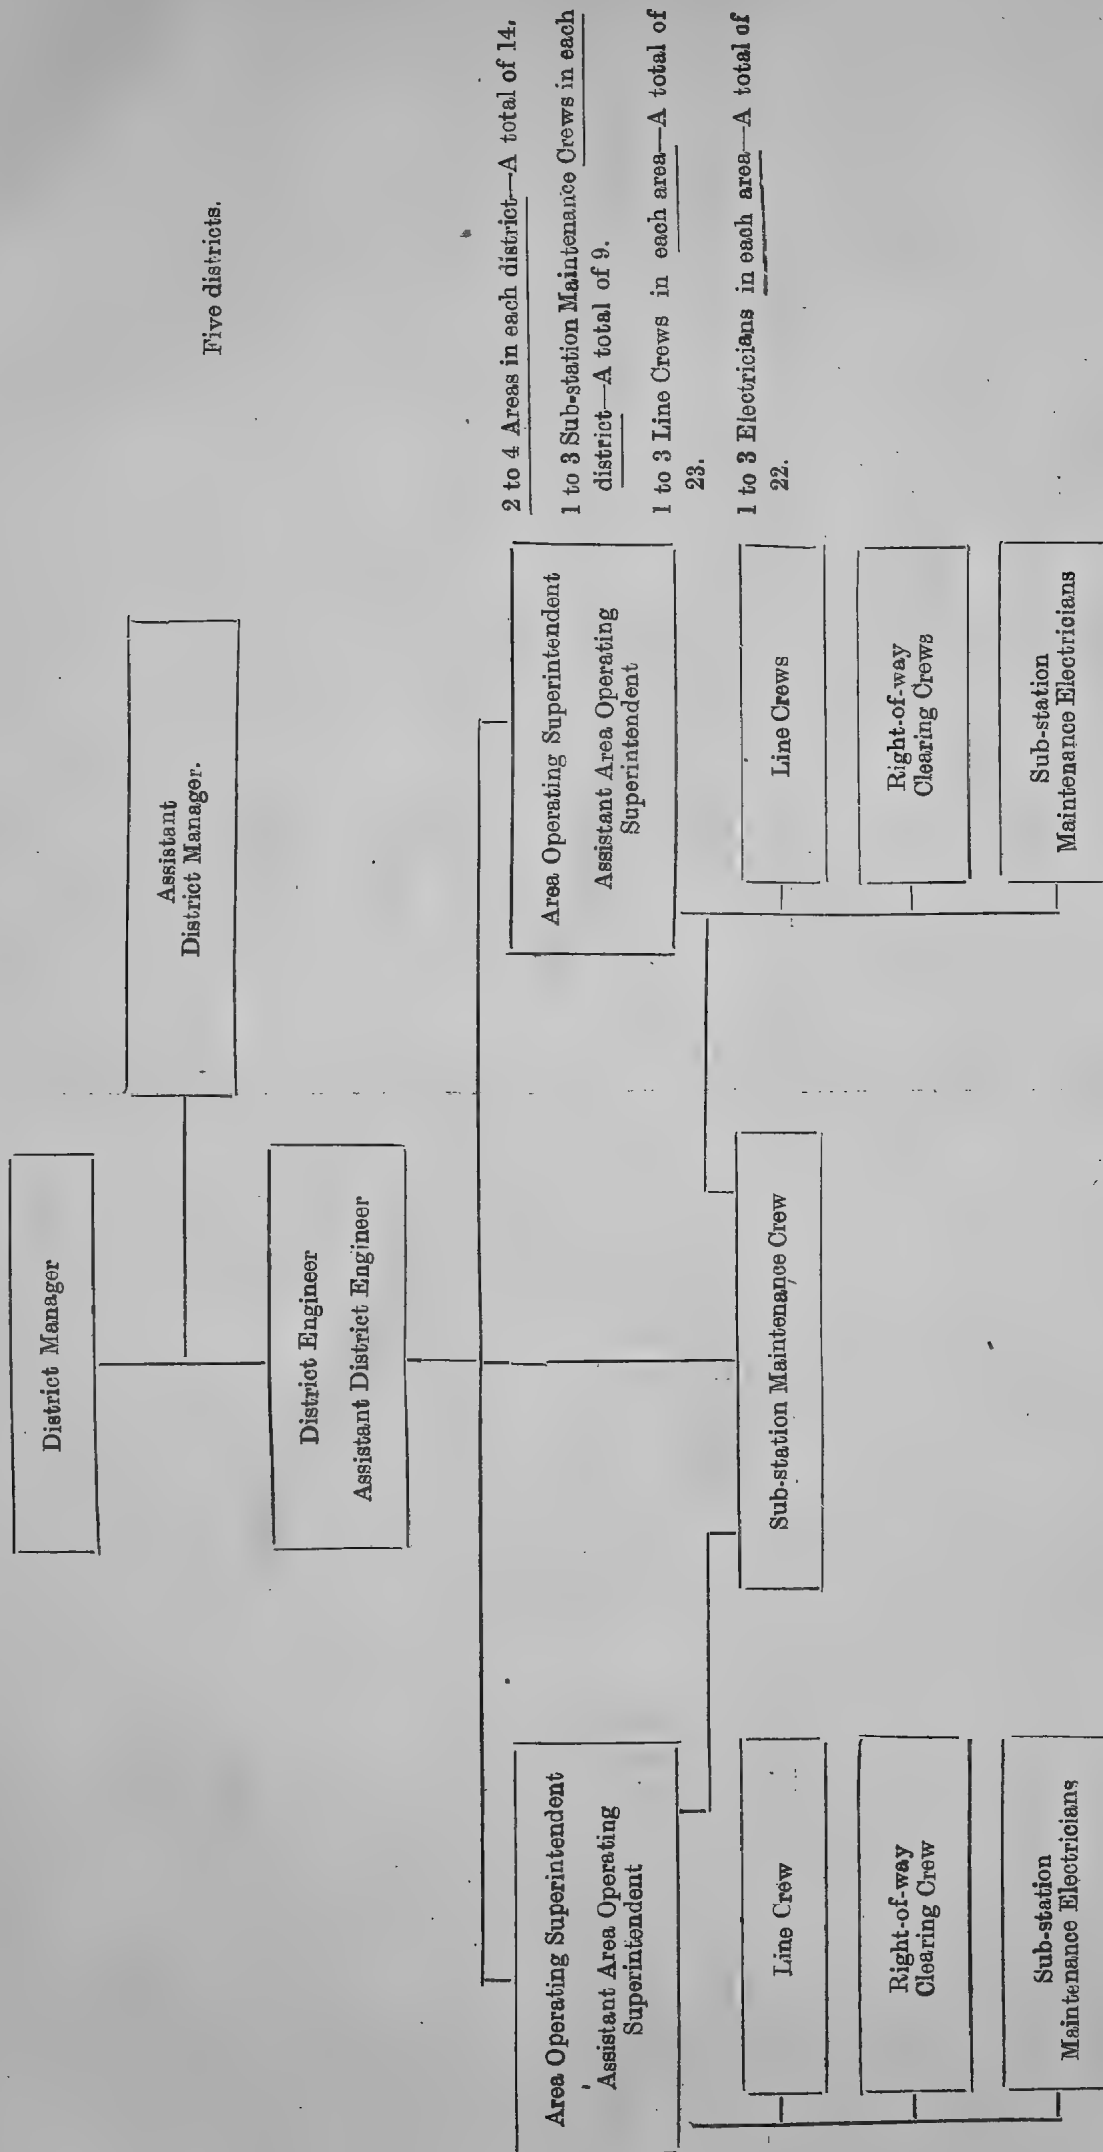 District Manager
Assistant
District Manager.
Five districts.
District Engineer
Assistant District Engineer
Area Operating Superintendent
Assistant Area Operating
Superintendent
Area Operating Superintendent
Assistant Area Operating
Superintendent
2 to 4 Areas in each district—A total of 14.
1 to 3 Sub-station Maintenance Crews in each
district—A total of 9.
1 to 3 Line Crews in each area—A total of
23.
1 to 3 Electricians in each area—A total of
22.
Line Crew
Sub-station Maintenance Crew
Line Crews
Right-of-way
Clearing Crew
Right-of-way
Clearing Crews
Sub-station
Maintenance Electricians
Sub-station
Maintenance Electricians